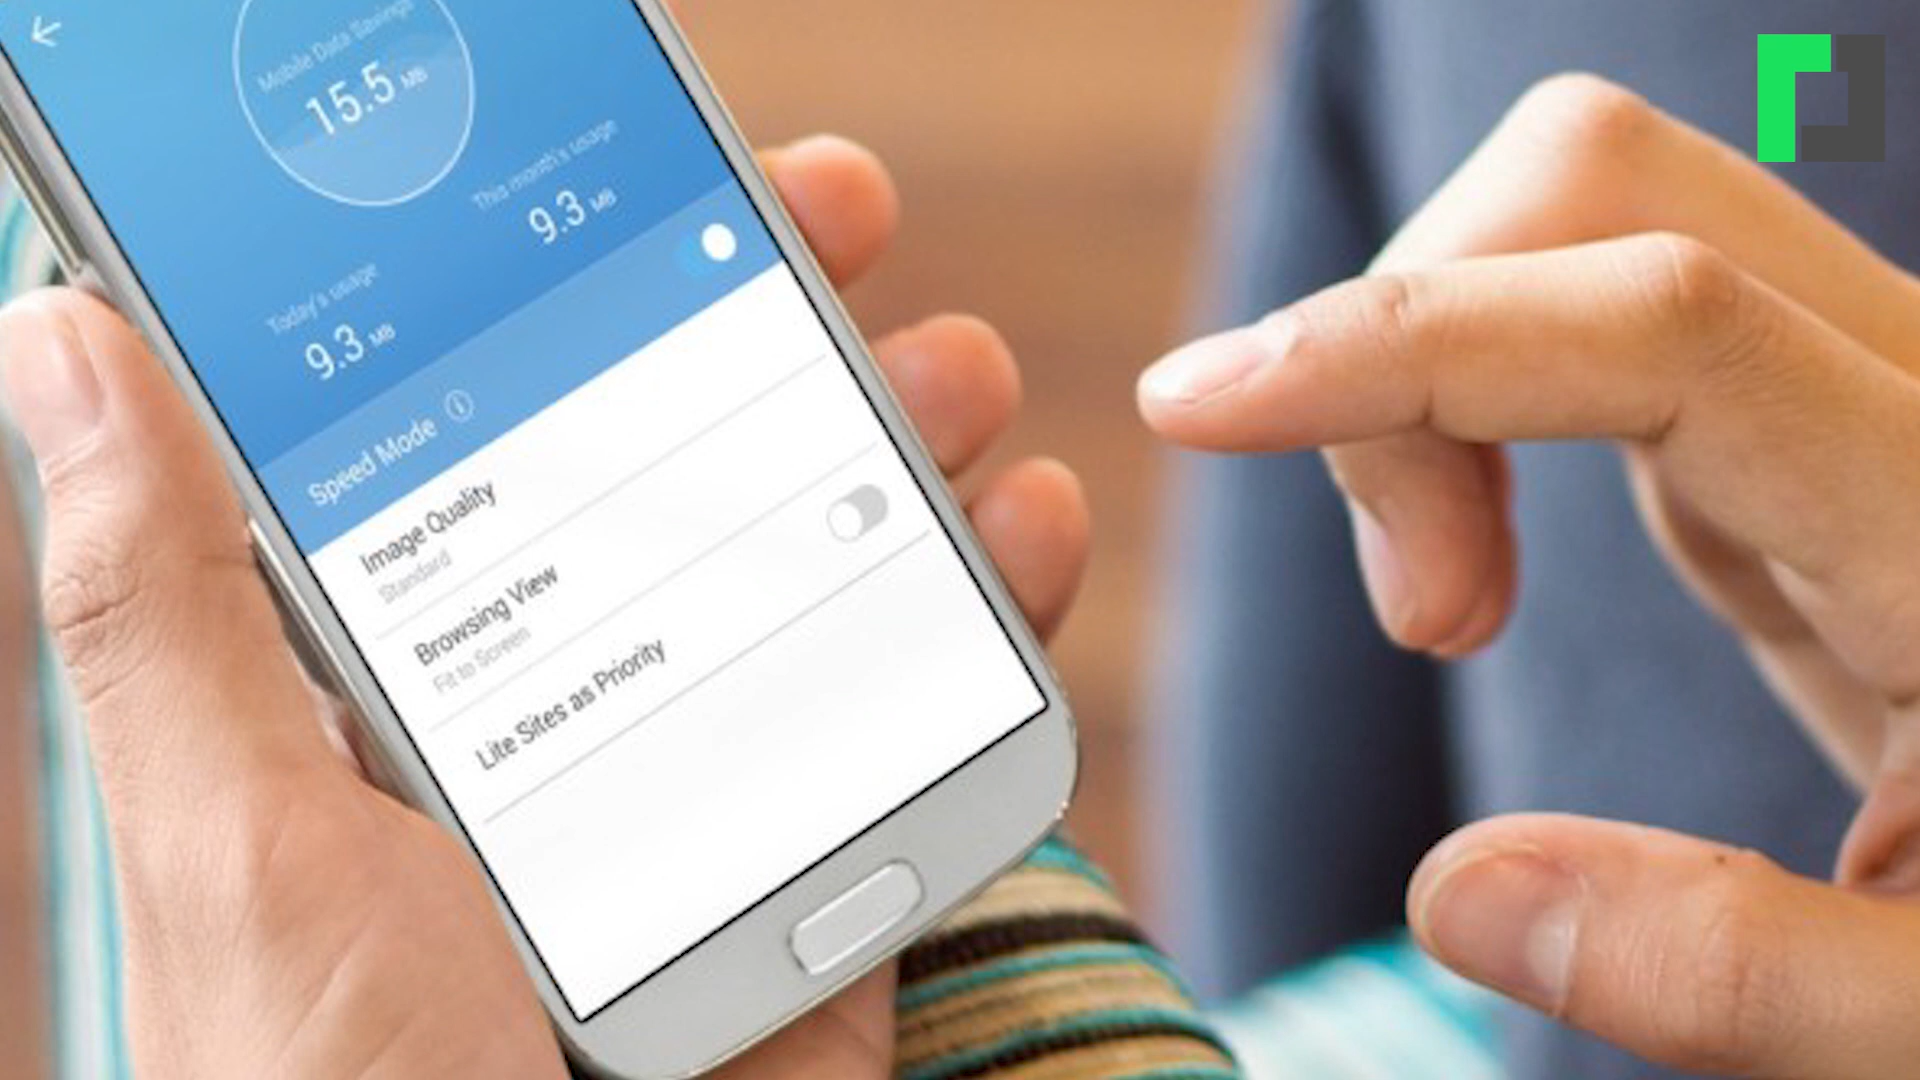 Mobile Data Savings
15.5 MB
This month's usage
9.3 MB
Today's usage
9.3 MB
Speed Mode
Image Quality
Standard
Browsing View
Fit to Screen
Lite Sites as Priority